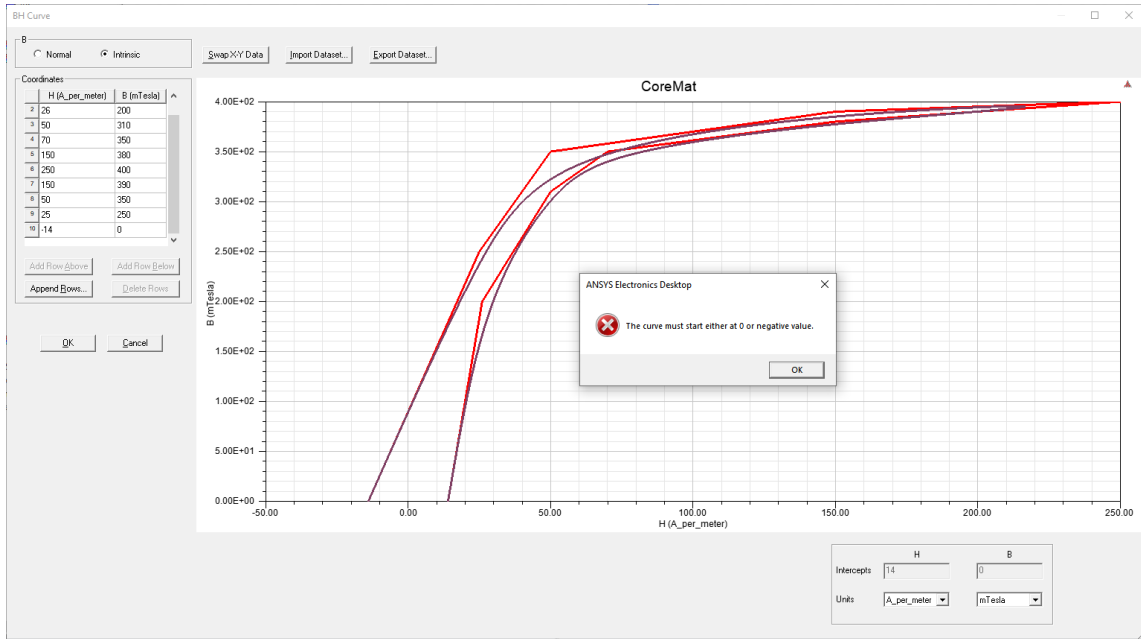 BH Curve
B
Normal Intrinsic
Swap X-Y Data Import Dataset... Export Dataset...
Coordinates
H (A_per_meter) B (mTesla)
2 26 200
3 50 310
4 70 350
5 150 380
6 250 400
7 150 390
8 50 350
9 25 250
10 -14 0
Add Row Above Add Row Below
Append Rows... Delete Rows
OK Cancel
CoreMat
4.00E+02
3.50E+02
3.00E+02
2.50E+02
2.00E+02
1.50E+02
1.00E+02
5.00E+01
0.00E+00
B (mTesla)
-50.00 0.00 50.00 100.00 150.00 200.00 250.00
H (A_per_meter)
ANSYS Electronics Desktop
The curve must start either at 0 or negative value.
OK
H B
Intercepts 14 0
Units A_per_meter mTesla